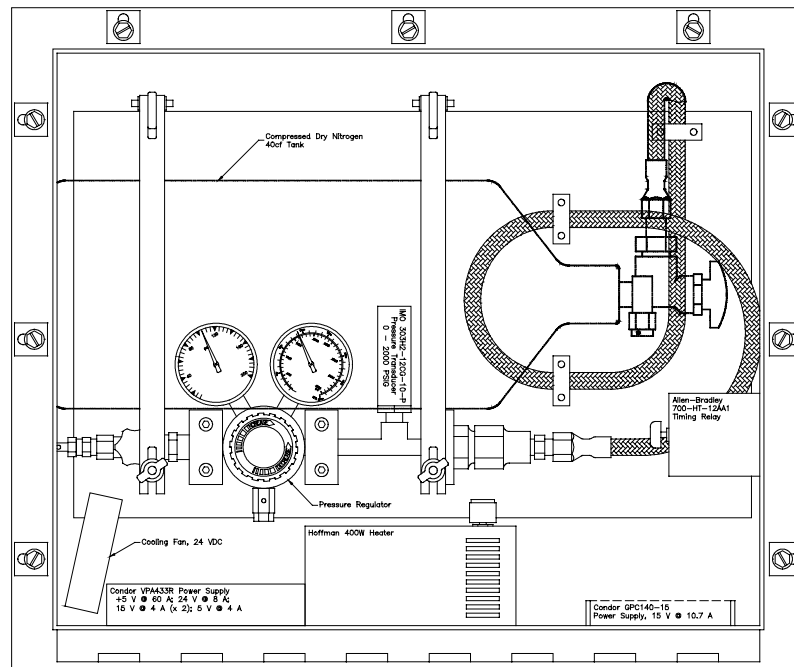 Compressed Dry Nitrogen
40cf Tank
IMO 303H2-120G-10-P
Pressure Transducer
0 - 2000 PSIG
Allen-Bradley
700-HT-12AA1
Timing Relay
Pressure Regulator
Cooling Fan, 24 VDC
Hoffman 400W Heater
Condor VPA433R Power Supply
+5 V @ 60 A; 24 V @ 8 A;
15 V @ 4 A (x 2); 5 V @ 4 A
Condor GPC140-15
Power Supply, 15 V @ 10.7 A